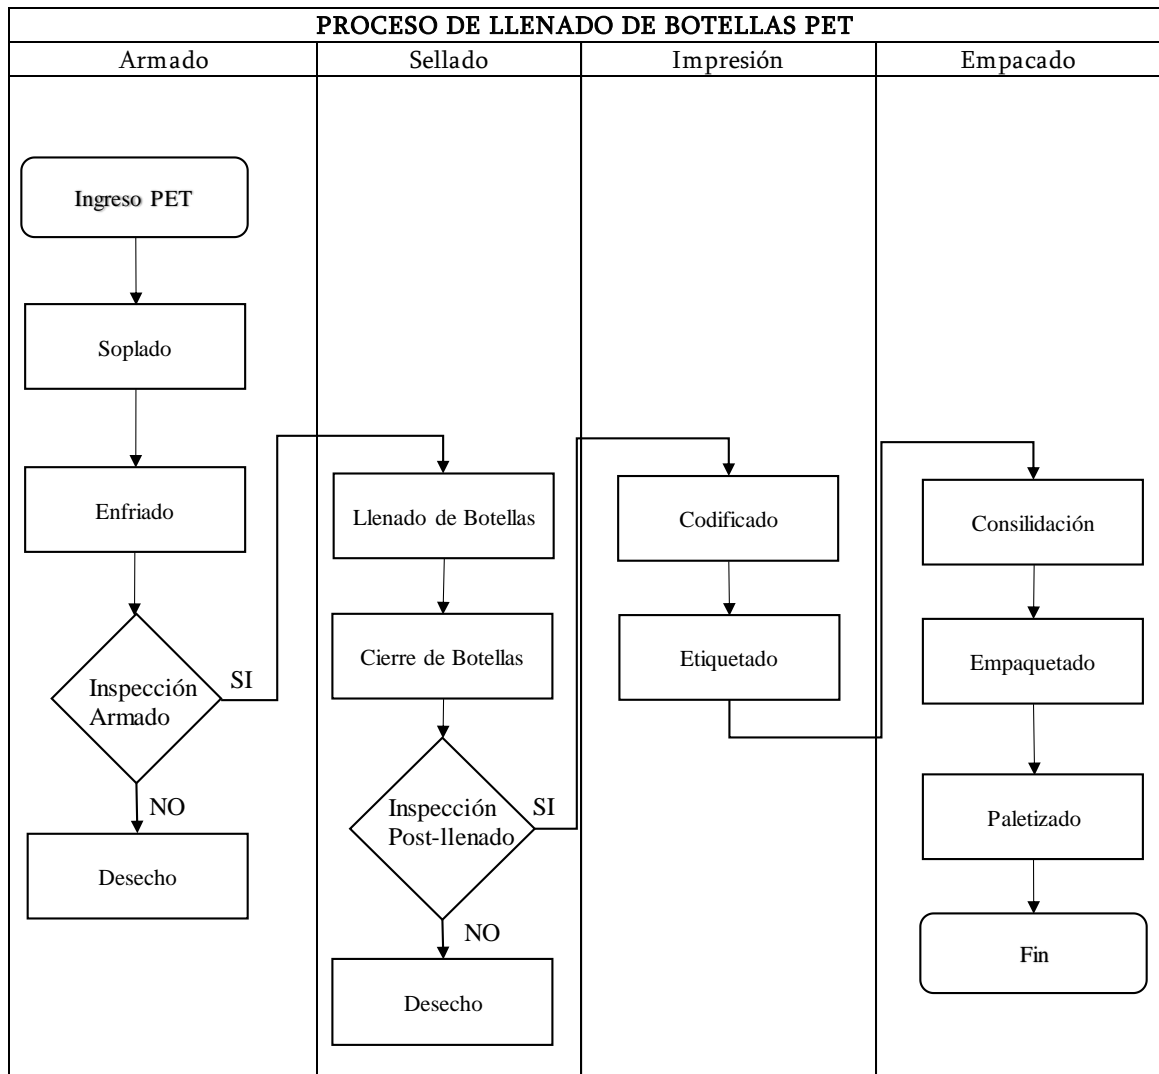 PROCESO DE LLENADO DE BOTELLAS PET
Armado
Sellado
Impresión
Empacado
Ingreso PET
Soplado
Enfriado
Inspección
Armado
SI
NO
Desecho
Llenado de Botellas
Cierre de Botellas
Inspección
Post-llenado
SI
NO
Desecho
Codificado
Etiquetado
Consilidación
Empaquetado
Paletizado
Fin